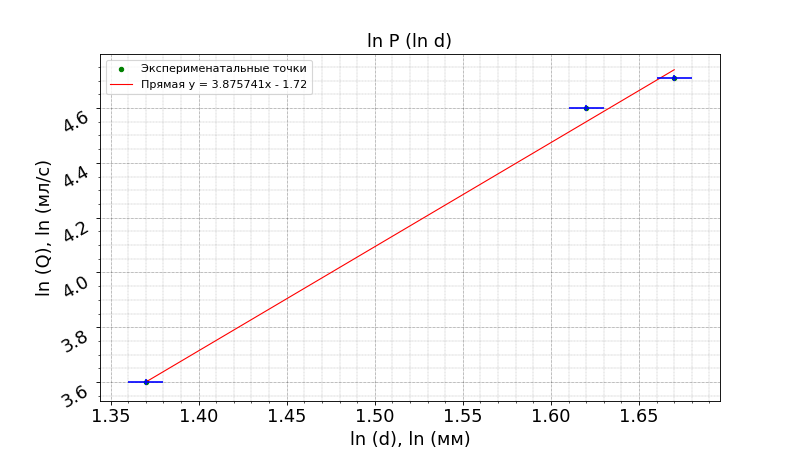 ln P (ln d)
Эксперименатальные точки
Прямая y = 3.875741x - 1.72
ln (Q), ln (мл/с)
4.6
4.4
4.2
4.0
3.8
3.6
1.35 1.40 1.45 1.50 1.55 1.60 1.65
ln (d), ln (мм)